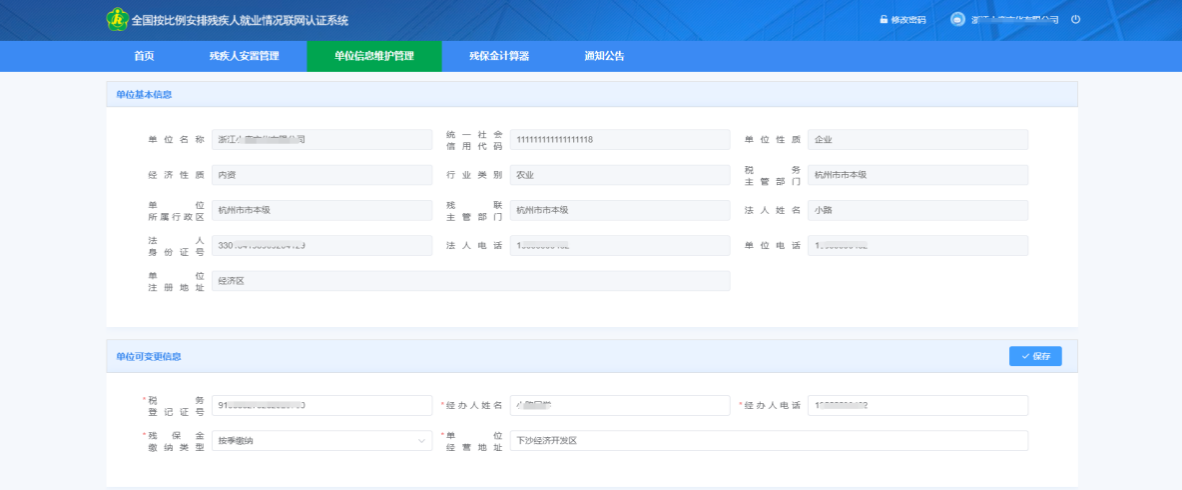 全国按比例安排残疾人就业情况联网认证系统
修改密码
首页 残疾人安置管理 单位信息维护管理 残保金计算器 通知公告
单位基本信息
单位名称 浙江 公司 统一社会信用代码 111111111111111118 单位性质 企业
经济性质 内资 行业类别 农业 税务主管部门 杭州市市本级
单位所属行政区 杭州市市本级 残联主管部门 杭州市市本级 法人姓名 小路
法人身份证号 法人电话 单位电话
单位注册地址 经济区
单位可变更信息 保存
*税务登记证号 *经办人姓名 *经办人电话
*残保金缴纳类型 按季缴纳 *单位经营地址 下沙经济开发区